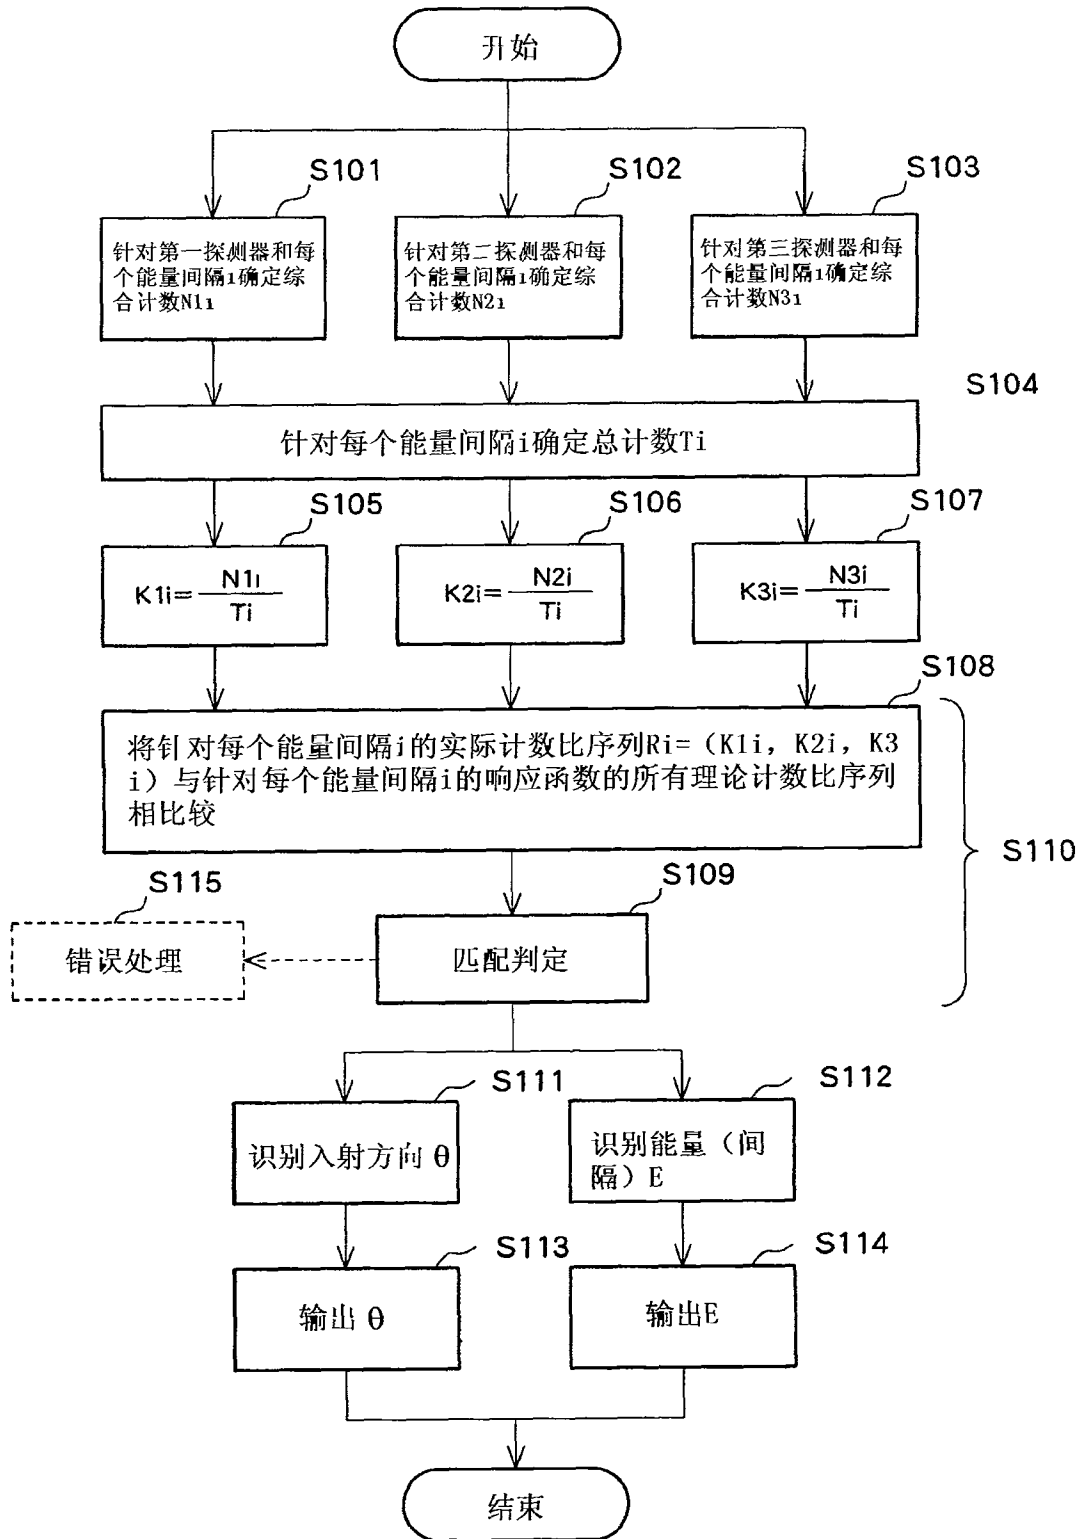 开始
S101
S102
S103
针对第一探测器和每
个能量间隔i确定综
合计数N1i
针对第二探测器和每
个能量间隔i确定综
合计数N2i
针对第三探测器和每
个能量间隔i确定综
合计数N3i
S104
针对每个能量间隔i确定总计数Ti
S105
S106
S107
K1i=N1i/Ti
K2i=N2i/Ti
K3i=N3i/Ti
S108
将针对每个能量间隔i的实际计数比序列Ri=（K1i, K2i, K3
i）与针对每个能量间隔i的响应函数的所有理论计数比序列
相比较
S110
S115
S109
错误处理
匹配判定
S111
S112
识别入射方向 θ
识别能量（间
隔）E
S113
S114
输出 θ
输出E
结束